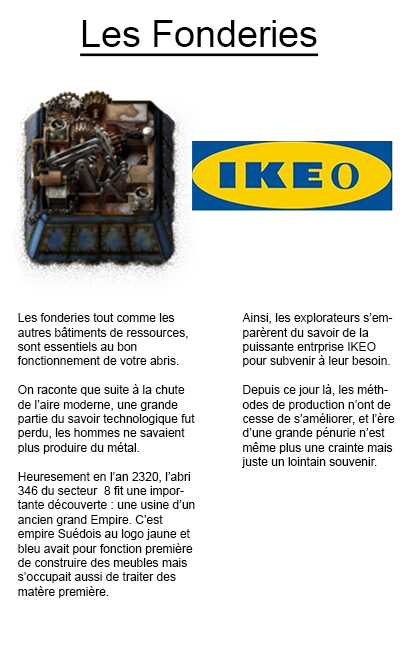 Les Fonderies
IKEO
Les fonderies tout comme les
autres bâtiments de ressources,
sont essentiels au bon
fonctionnement de votre abris.
On raconte que suite à la chute
de l'aire moderne, une grande
partie du savoir technologique fut
perdu, les hommes ne savaient
plus produire du métal.
Heuresement en l'an 2320, l'abri
346 du secteur  8 fit une impor-
tante découverte : une usine d'un
ancien grand Empire. C'est
empire Suédois au logo jaune et
bleu avait pour fonction première
de construire des meubles mais
s'occupait aussi de traiter des
matère première.
Ainsi, les explorateurs s'em-
parèrent du savoir de la
puissante entrprise IKEO
pour subvenir à leur besoin.
Depuis ce jour là, les méth-
odes de production n'ont de
cesse de s'améliorer, et l'ère
d'une grande pénurie n'est
même plus une crainte mais
juste un lointain souvenir.